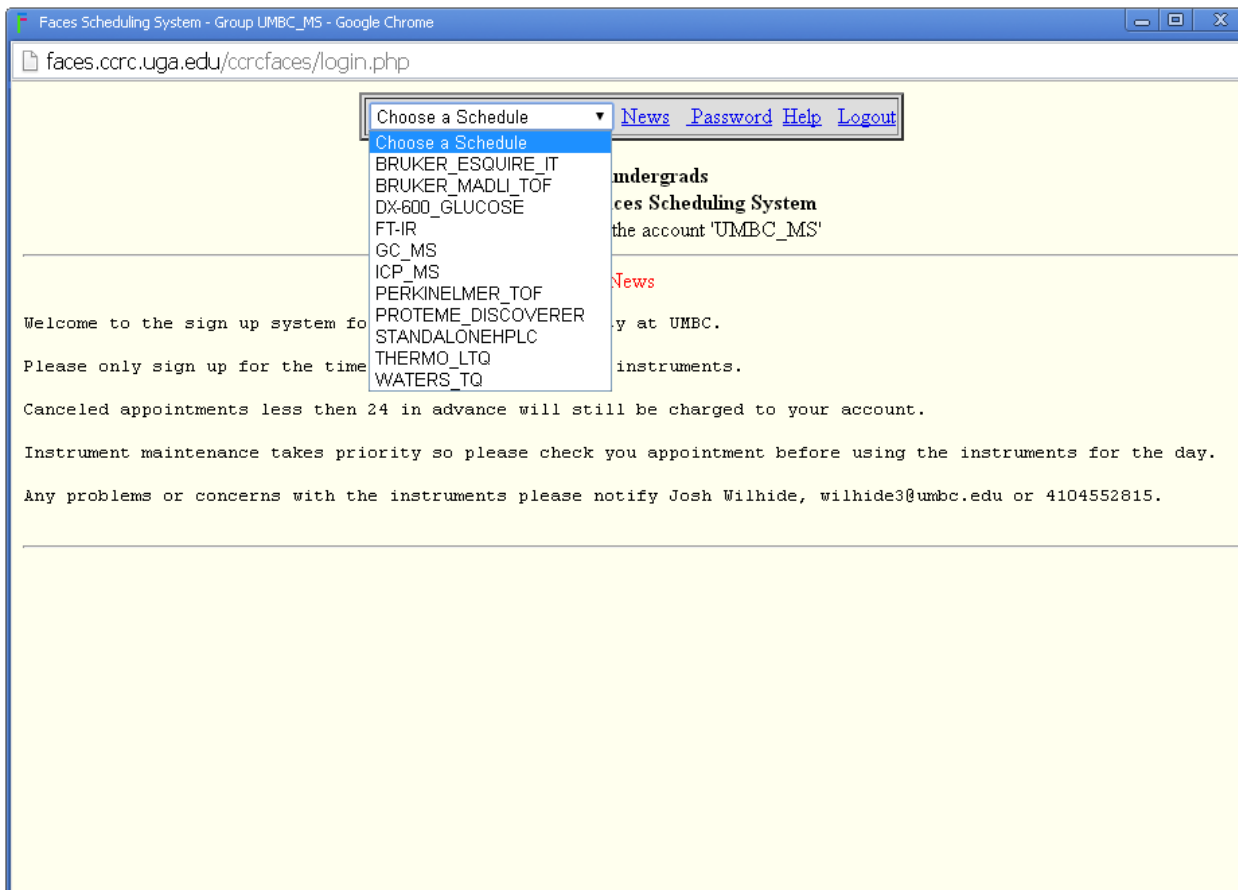 Faces Scheduling System - Group UMBC_MS - Google Chrome
faces.ccrc.uga.edu/ccrcfaces/login.php
Choose a Schedule News Password Help Logout
Choose a Schedule
BRUKER_ESQUIRE_IT
BRUKER_MADLI_TOF
DX-600_GLUCOSE
FT-IR
GC_MS
ICP_MS
PERKINELMER_TOF
PROTEME_DISCOVERER
STANDALONEHPLC
THERMO_LTQ
WATERS_TQ
undergrads
Scheduling System
the account 'UMBC_MS'
News
Welcome to the sign up system at UMBC.
Please only sign up for the time instruments.
Canceled appointments less then 24 in advance will still be charged to your account.
Instrument maintenance takes priority so please check you appointment before using the instruments for the day.
Any problems or concerns with the instruments please notify Josh Wilhide, wilhide3@umbc.edu or 4104552815.